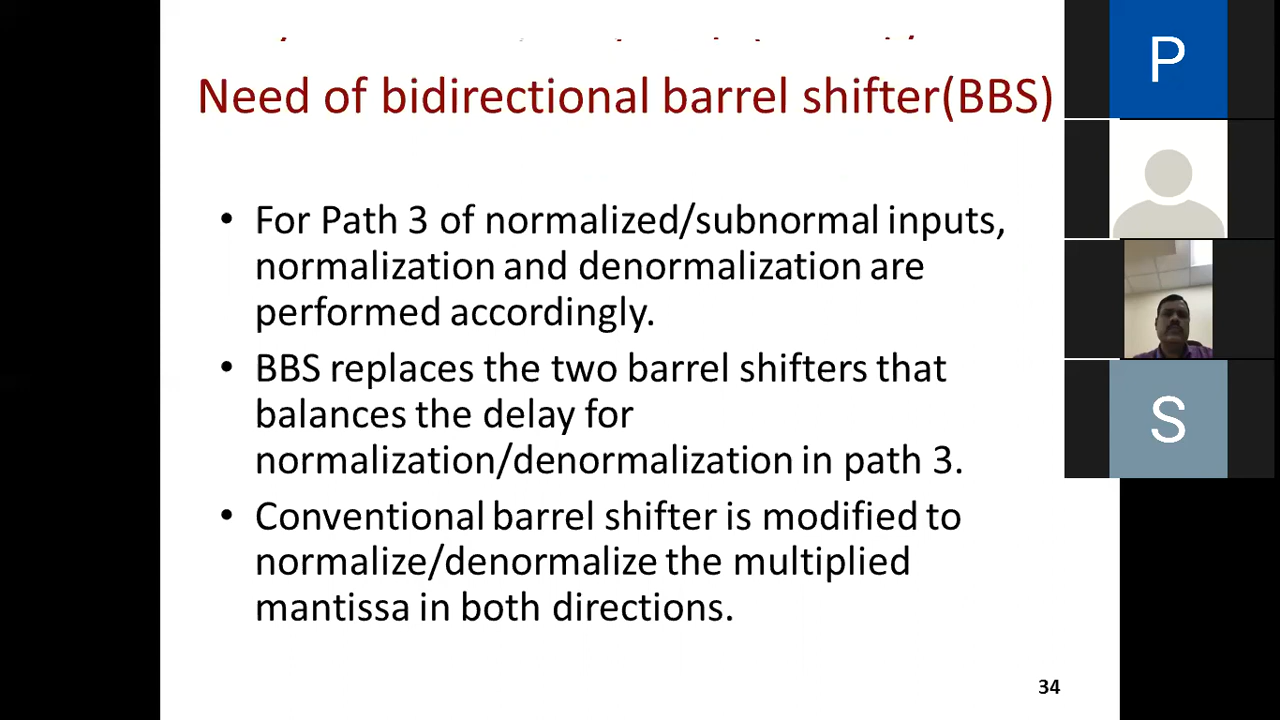 Need of bidirectional barrel shifter(BBS)
• For Path 3 of normalized/subnormal inputs,
normalization and denormalization are
performed accordingly.
• BBS replaces the two barrel shifters that
balances the delay for
normalization/denormalization in path 3.
• Conventional barrel shifter is modified to
normalize/denormalize the multiplied
mantissa in both directions.
34
P
S